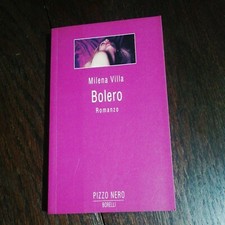 Milena Villa
Bolero
Romanzo
PIZZO NERO
BORELLI